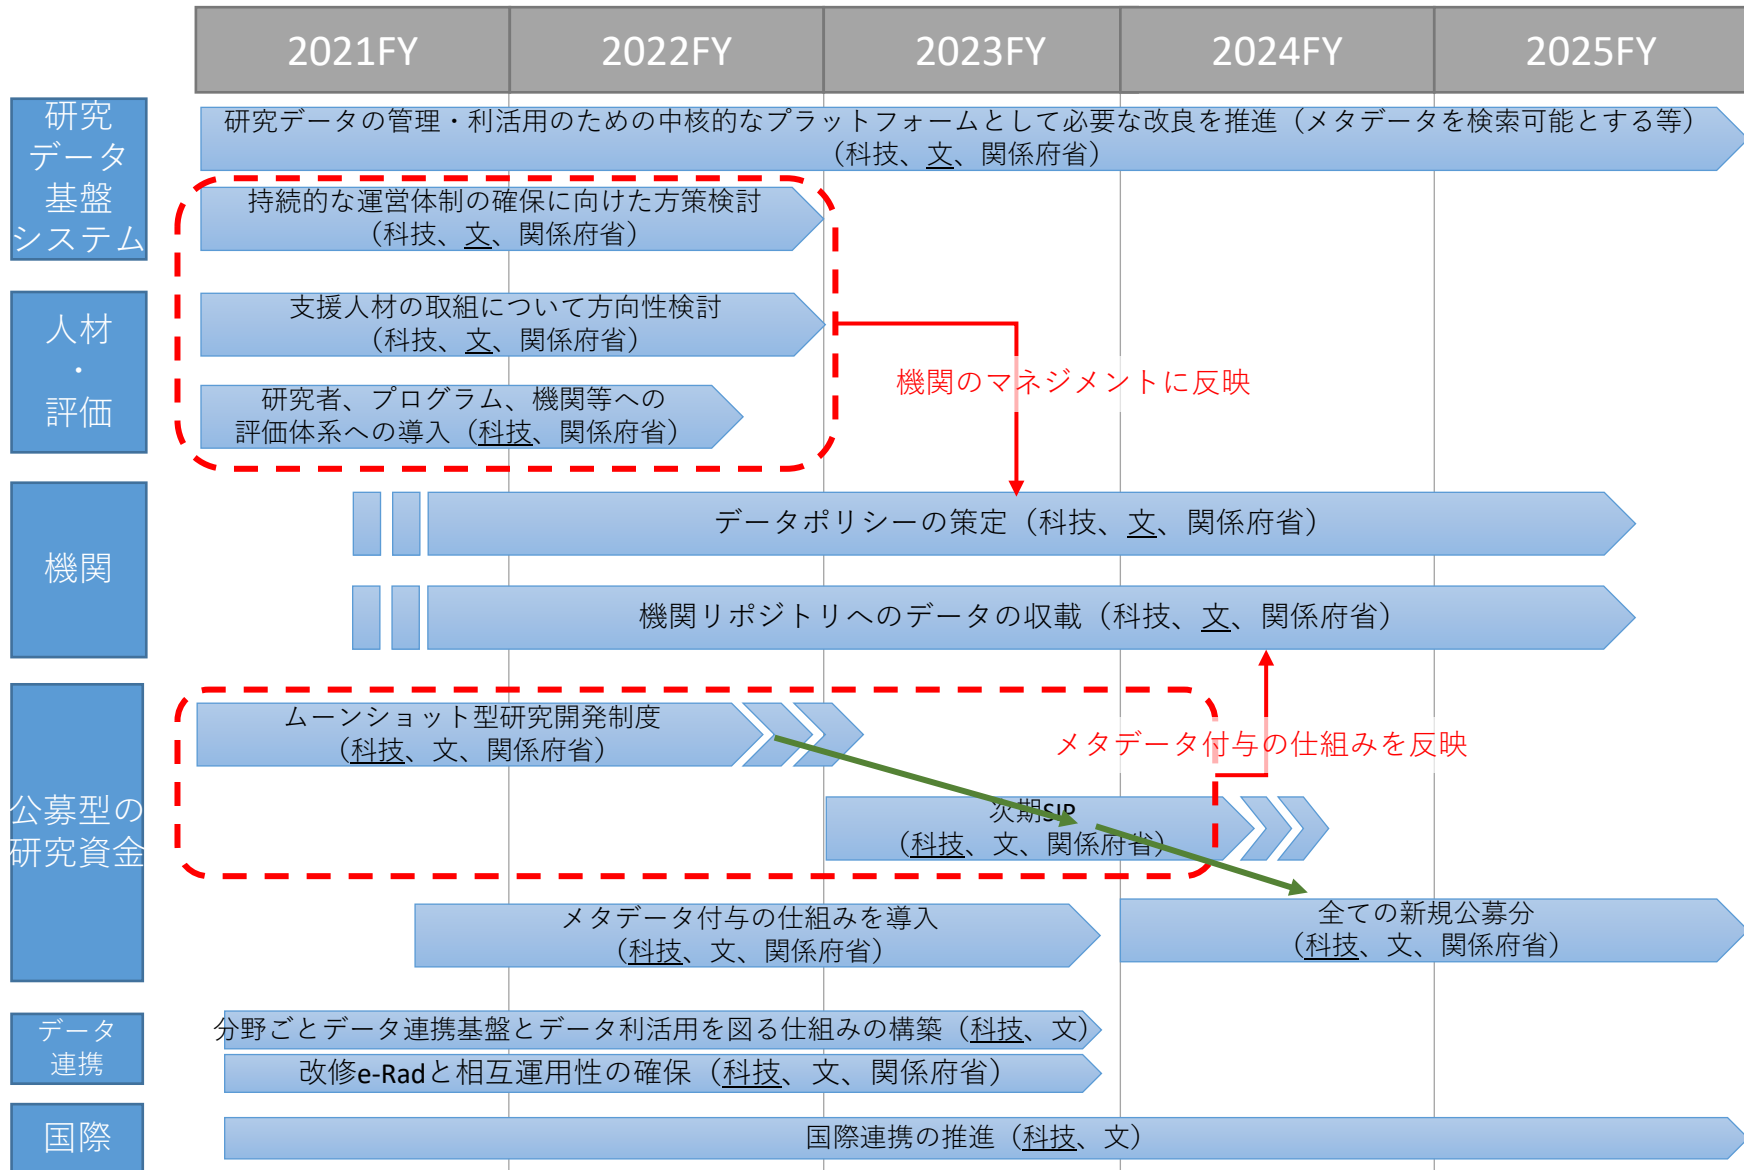 2021FY 2022FY 2023FY 2024FY 2025FY
研究
データ
基盤
システム
研究データの管理・利活用のための中核的なプラットフォームとして必要な改良を推進（メタデータを検索可能とする等）
（科技、文、関係府省）
持続的な運営体制の確保に向けた方策検討
（科技、文、関係府省）
人材
・
評価
支援人材の取組について方向性検討
（科技、文、関係府省）
研究者、プログラム、機関等への
評価体系への導入（科技、関係府省）
機関のマネジメントに反映
機関
データポリシーの策定（科技、文、関係府省）
機関リポジトリへのデータの収載（科技、文、関係府省）
公募型の
研究資金
ムーンショット型研究開発制度
（科技、文、関係府省）
メタデータ付与の仕組みを反映
次期SIP
（科技、文、関係府省）
メタデータ付与の仕組みを導入
（科技、文、関係府省）
全ての新規公募分
（科技、文、関係府省）
データ
連携
分野ごとデータ連携基盤とデータ利活用を図る仕組みの構築（科技、文）
改修e-Radと相互運用性の確保（科技、文、関係府省）
国際
国際連携の推進（科技、文）